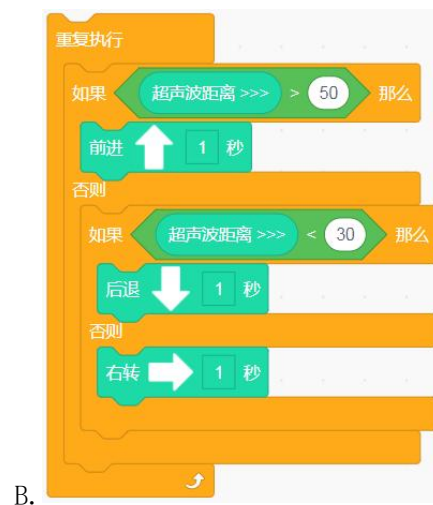 重复执行
如果 超声波距离 >>> > 50 那么
前进 1 秒
否则
如果 超声波距离 >>> < 30 那么
后退 1 秒
否则
右转 1 秒
B.